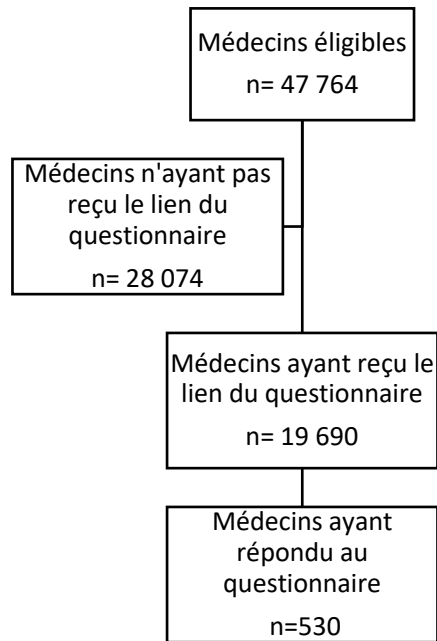 Médecins éligibles
n= 47 764
Médecins n'ayant pas
reçu le lien du
questionnaire
n= 28 074
Médecins ayant reçu le
lien du questionnaire
n= 19 690
Médecins ayant
répondu au
questionnaire
n=530